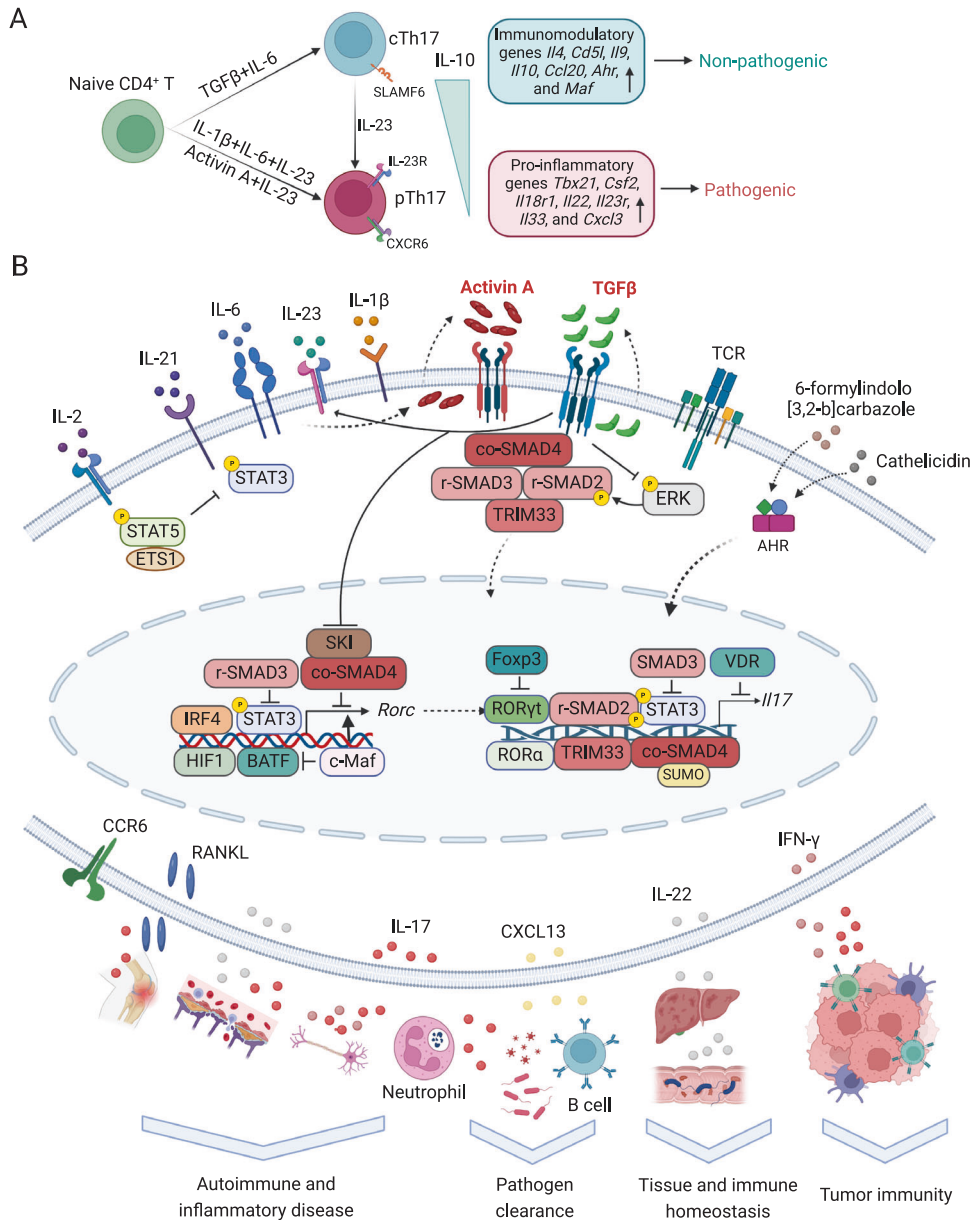 A
Naive CD4⁺ T
TGFβ+IL-6
IL-1β+IL-6+IL-23
Activin A+IL-23
cTh17
SLAMF6
IL-23
IL-23R
pTh17
CXCR6
IL-10
Immunomodulatory
genes Il4, Cd5l, Il9,
Il10, Ccl20, Ahr,
and Maf
Non-pathogenic
Pro-inflammatory
genes Tbx21, Csf2,
Il18r1, Il22, Il23r,
Il33, and Cxcl3
Pathogenic
B
IL-2
IL-21
IL-6
IL-23
IL-1β
Activin A
TGFβ
TCR
6-formylindolo
[3,2-b]carbazole
Cathelicidin
AHR
P
STAT3
P
STAT5
ETS1
co-SMAD4
r-SMAD3
r-SMAD2
P
TRIM33
P
ERK
SKI
r-SMAD3
co-SMAD4
IRF4
P
STAT3
Rorc
HIF1
BATF
c-Maf
Foxp3
SMAD3
VDR
RORγt
r-SMAD2
P
P
STAT3
Il17
RORα
TRIM33
co-SMAD4
SUMO
CCR6
RANKL
IL-17
CXCL13
IL-22
IFN-γ
Neutrophil
B cell
Autoimmune and
inflammatory disease
Pathogen
clearance
Tissue and immune
homeostasis
Tumor immunity